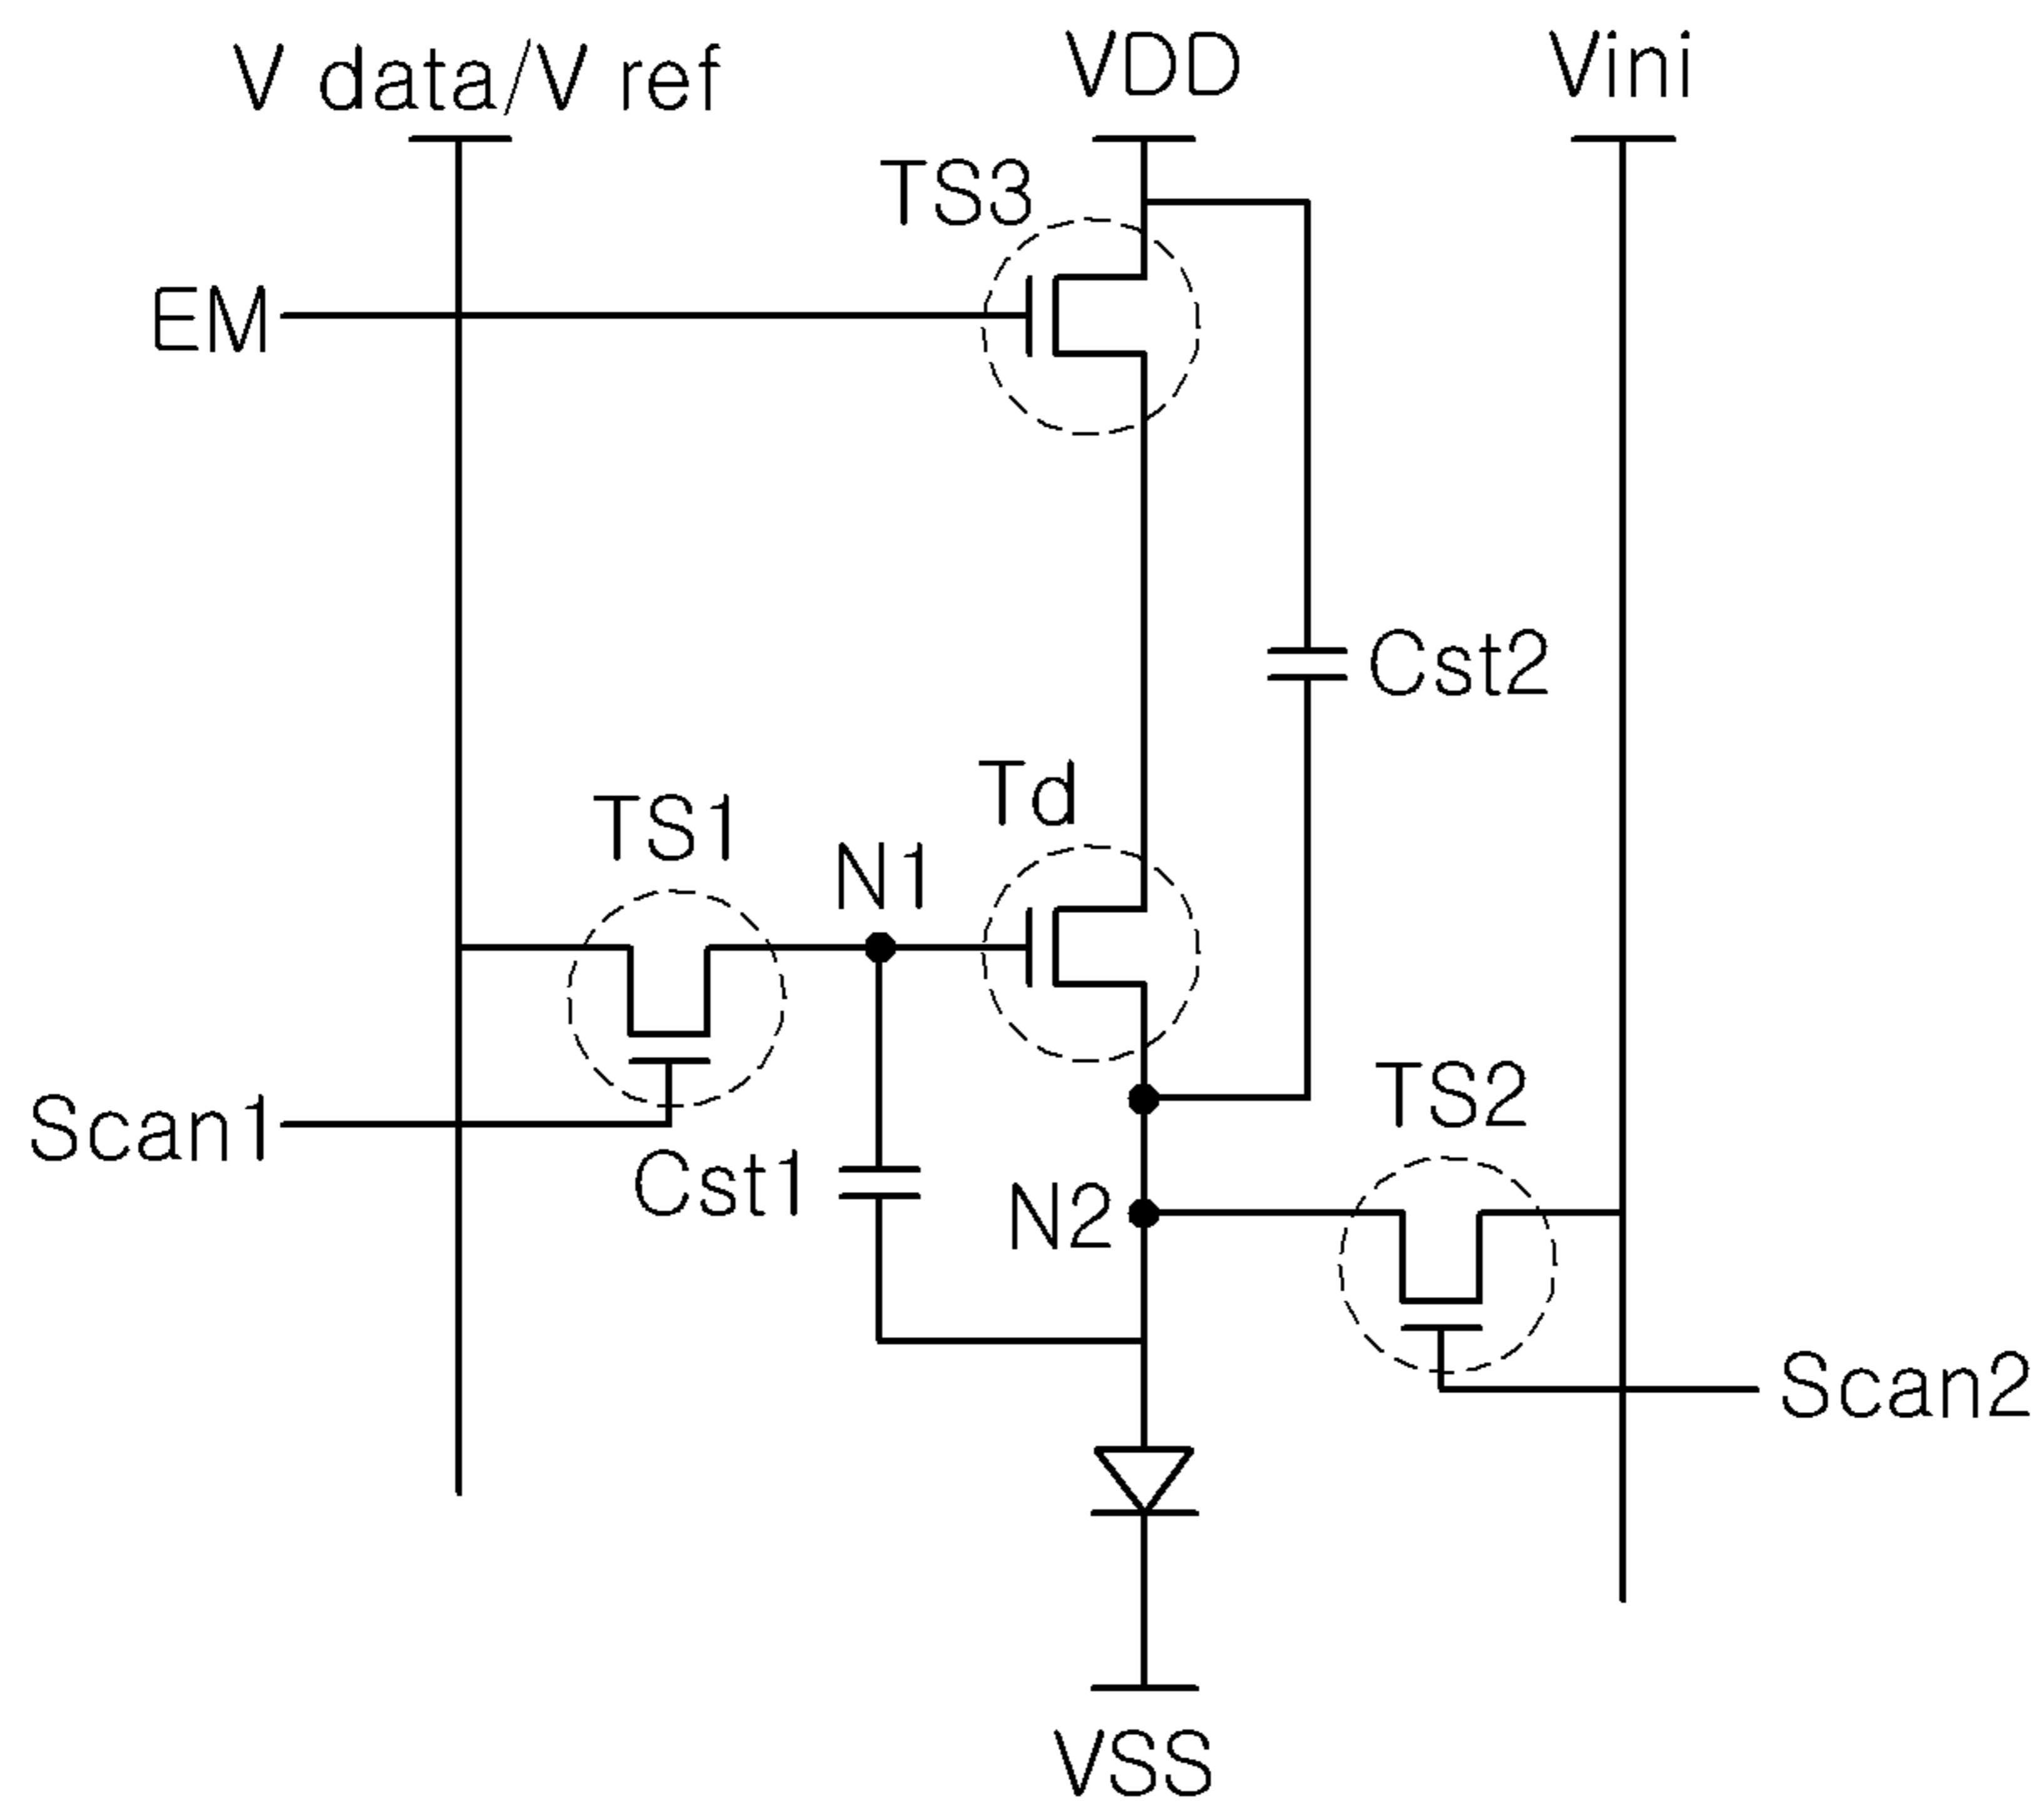 V data/V ref
VDD
Vini
TS3
EM
Cst2
Td
TS1
N1
TS2
Scan1
Cst1
N2
Scan2
VSS